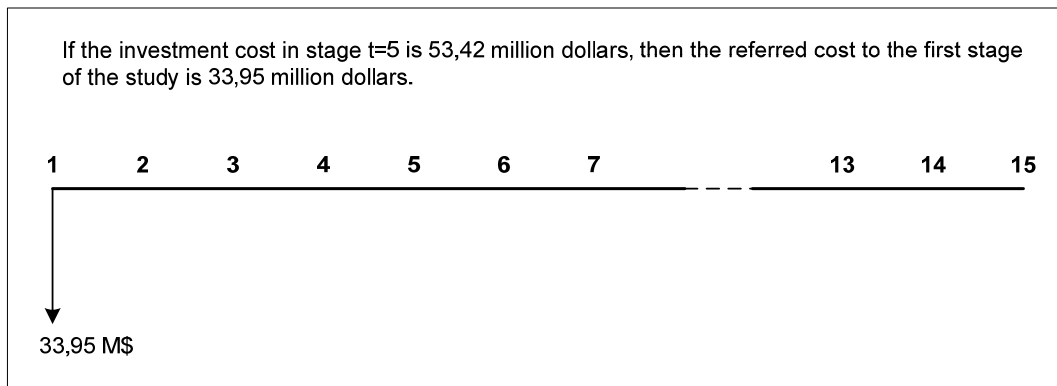 If the investment cost in stage t=5 is 53,42 million dollars, then the referred cost to the first stage
of the study is 33,95 million dollars.
1 2 3 4 5 6 7 13 14 15
33,95 M$